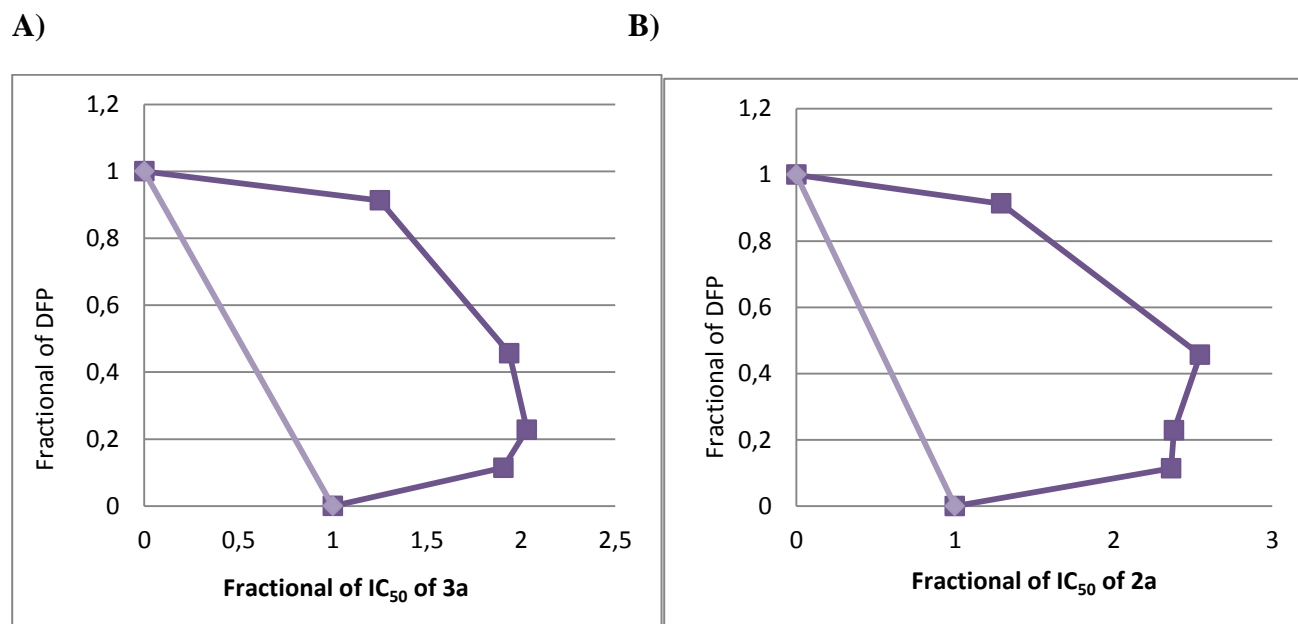 A)
B)
1,2
1
0,8
0,6
0,4
0,2
0
Fractional of DFP
0 0,5 1 1,5 2 2,5
Fractional of IC50 of 3a
1,2
1
0,8
0,6
0,4
0,2
0
Fractional of DFP
0 1 2 3
Fractional of IC50 of 2a